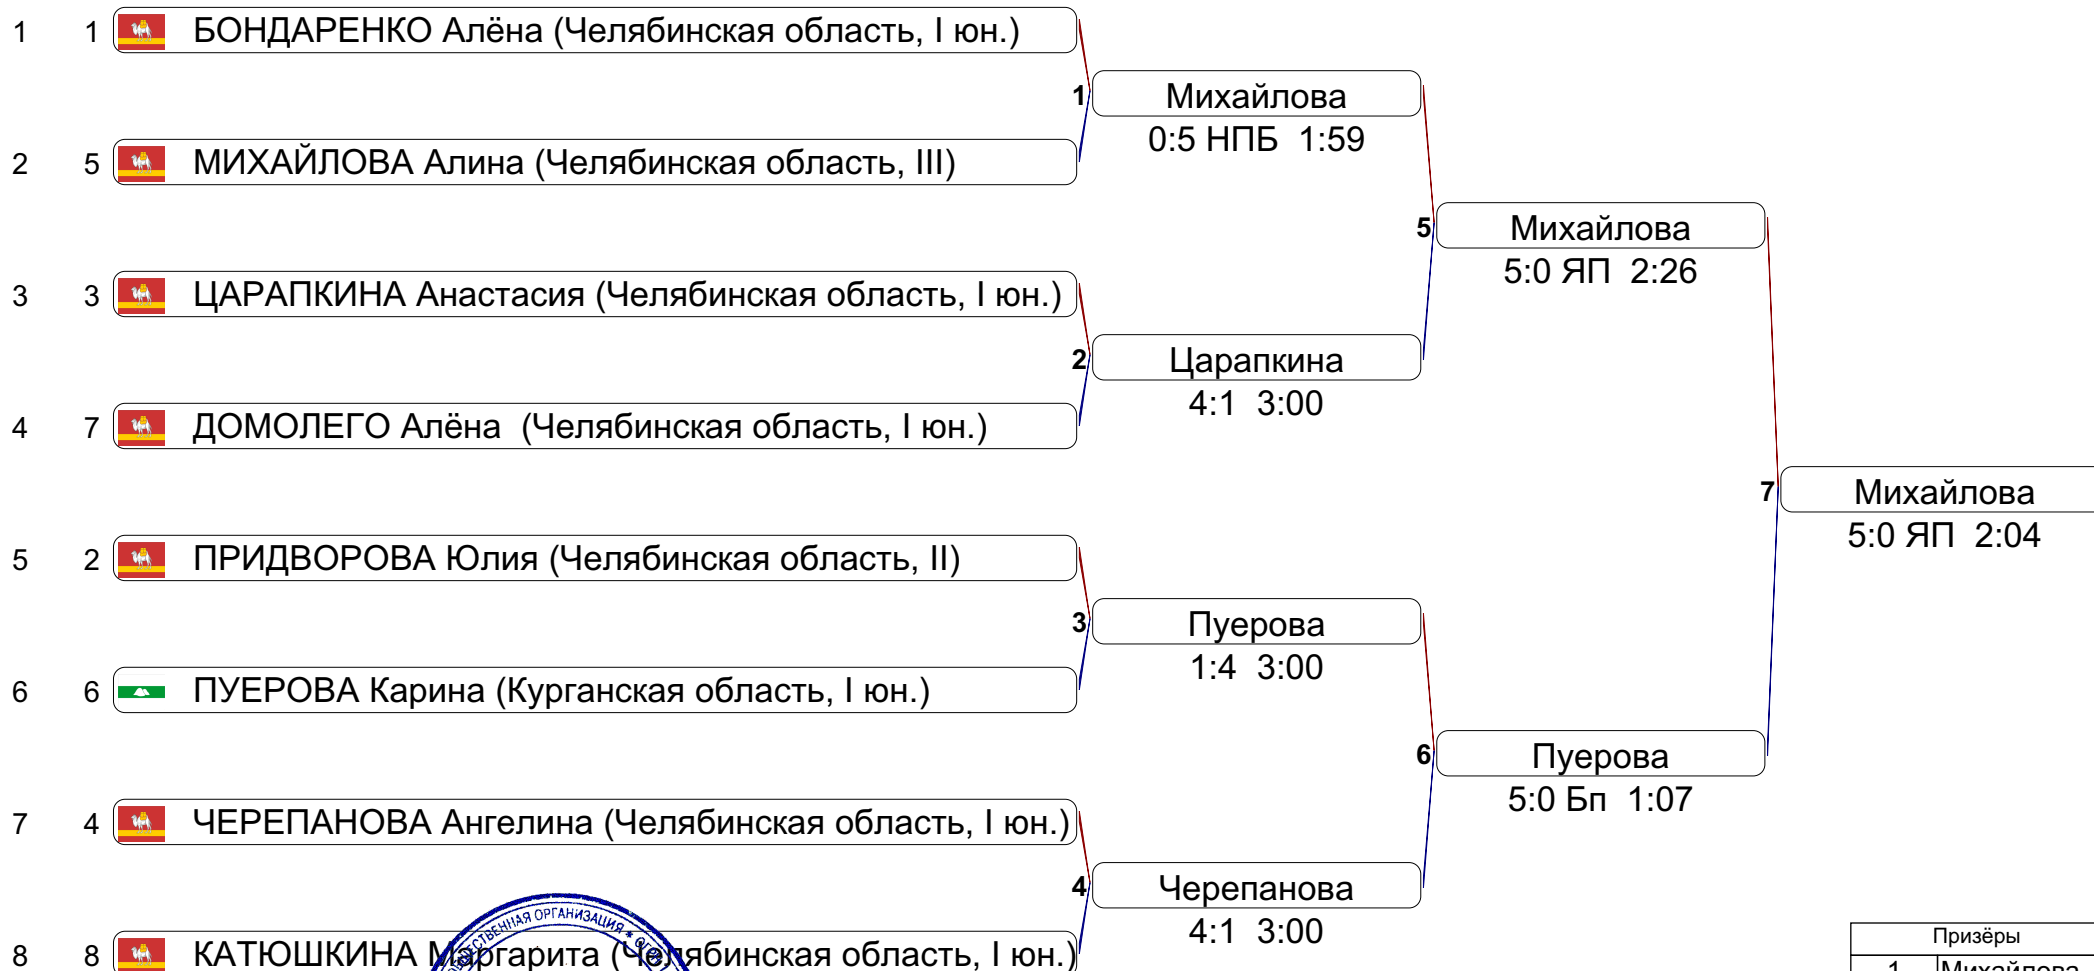 1 1 БОНДАРЕНКО Алёна (Челябинская область, I юн.)
1 Михайлова
0:5 НПБ 1:59
2 5 МИХАЙЛОВА Алина (Челябинская область, III)
5 Михайлова
5:0 ЯП 2:26
3 3 ЦАРАПКИНА Анастасия (Челябинская область, I юн.)
2 Царапкина
4:1 3:00
4 7 ДОМОЛЕГО Алёна (Челябинская область, I юн.)
7 Михайлова
5:0 ЯП 2:04
5 2 ПРИДВОРОВА Юлия (Челябинская область, II)
3 Пуерова
1:4 3:00
6 6 ПУЕРОВА Карина (Курганская область, I юн.)
6 Пуерова
5:0 Бп 1:07
7 4 ЧЕРЕПАНОВА Ангелина (Челябинская область, I юн.)
4 Черепанова
4:1 3:00
8 8 КАТЮШКИНА Маргарита (Челябинская область, I юн.)
ОРГАНИЗАЦИЯ
Призёры
1 Михайлова